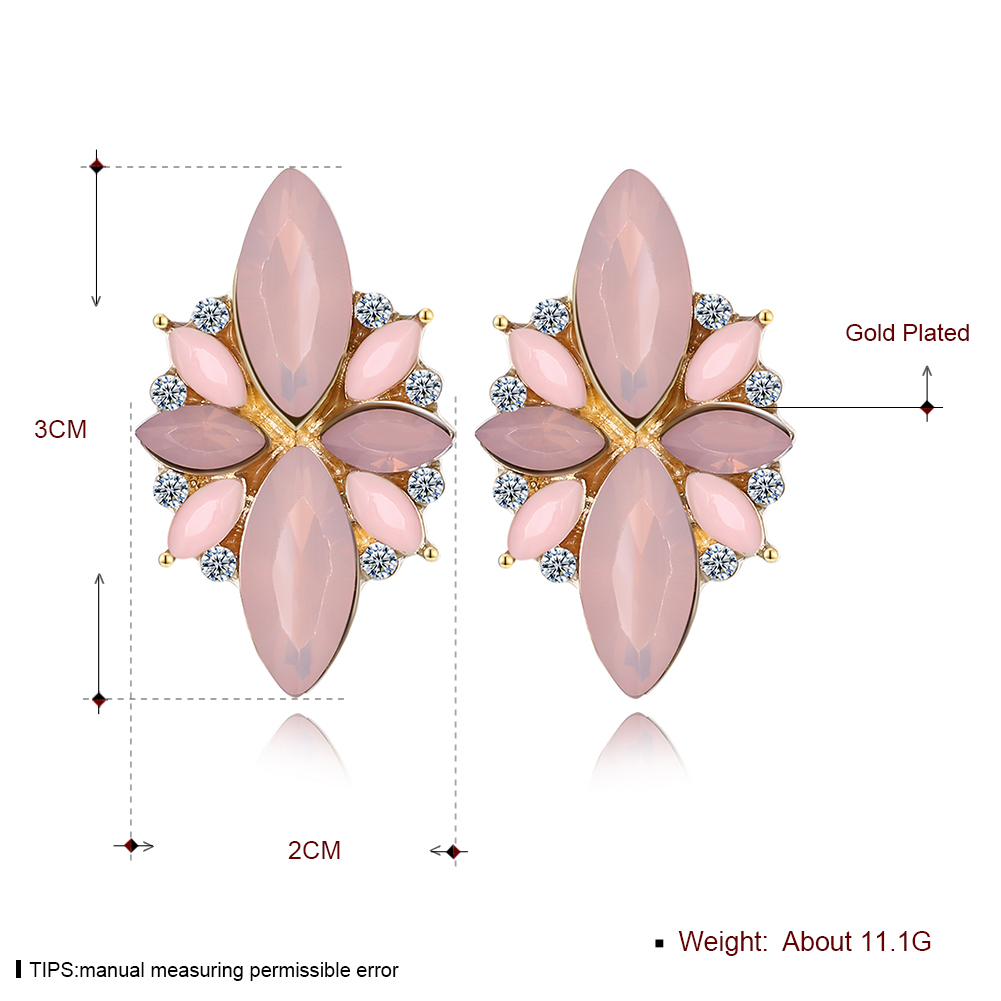 Gold Plated
3CM
2CM
Weight: About 11.1G
TIPS:manual measuring permissible error